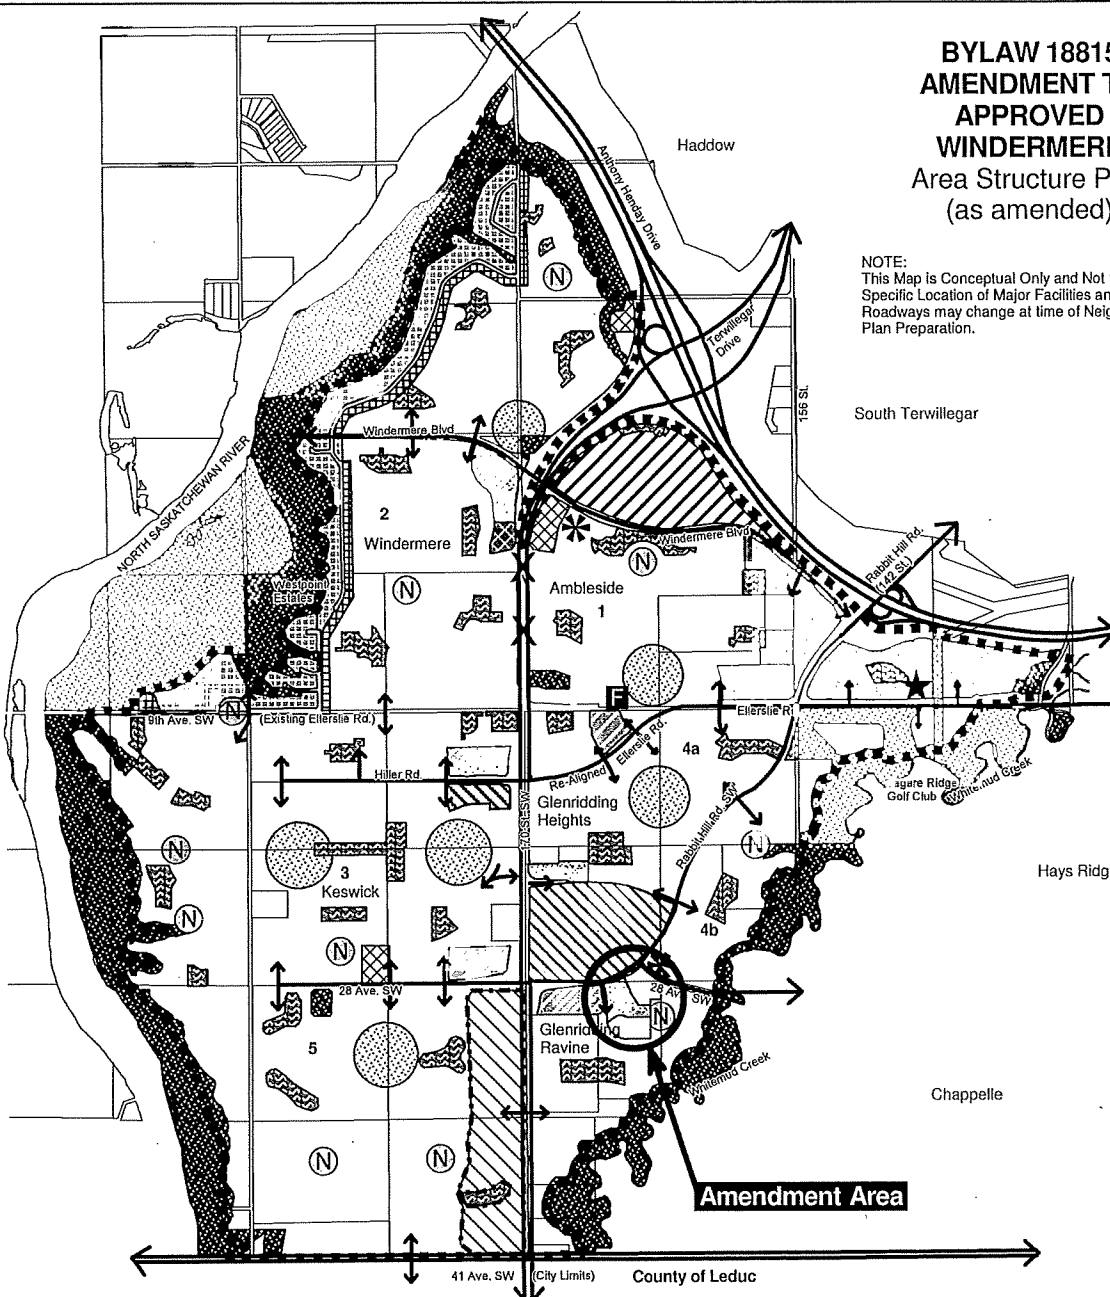 BYLAW 18815
AMENDMENT T
APPROVED
WINDERMERE
Area Structure P
(as amended)
NOTE:
This Map is Conceptual Only and Not
Specific Location of Major Facilities an
Roadways may change at time of Neig
Plan Preparation.
Haddow
Anthony Henday Drive
Terwillegar
Drive
156 St.
South Terwillegar
N
Windermere Blvd
NORTH SASKATCHEWAN RIVER
2
Windermere
Windermere Blvd
Rabbit Hill Rd.
(142 St.)
N
N
Ambleside
1
Westpoint
Estates
F
N
9th Ave. SW
(Existing Ellerslie Rd.)
Ellerslie R
4a
Re-Aligned Ellerslie Rd.
Hiller Rd.
Glenridding
Heights
170 St. SW
Rabbit Hill Rd. SW
agare Ridge
Golf Club
Whitemud Creek
N
N
3
Keswick
Hays Ridg
N
4b
N
28 Ave. SW
28 Ave. SW
N
Glenridding
Ravine
5
Whitemud Creek
Chappelle
N
N
Amendment Area
41 Ave. SW
(City Limits)
County of Leduc